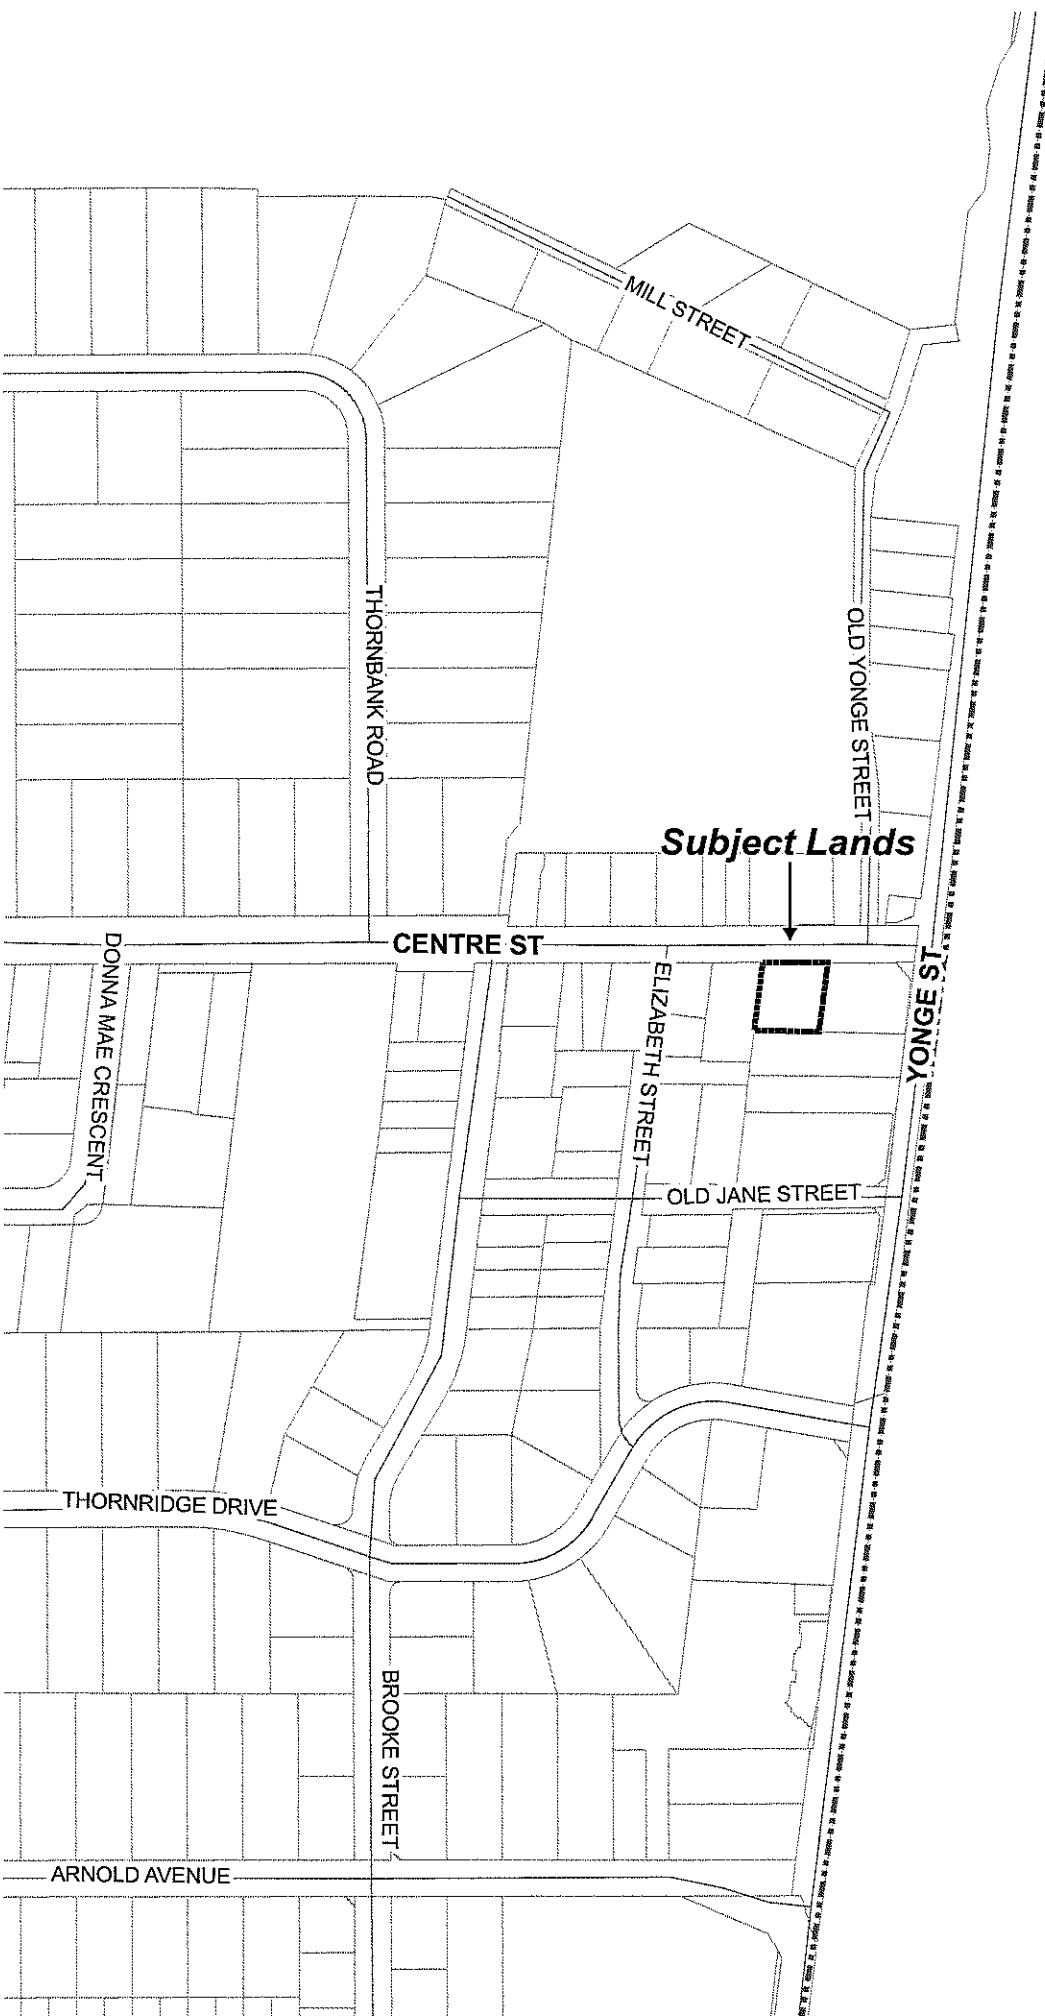 MILL STREET
THORNBANK ROAD
OLD YONGE STREET
Subject Lands
CENTRE ST
DONNA MAE CRESCENT
ELIZABETH STREET
YONGE ST
OLD JANE STREET
THORNRIDGE DRIVE
BROOKE STREET
ARNOLD AVENUE